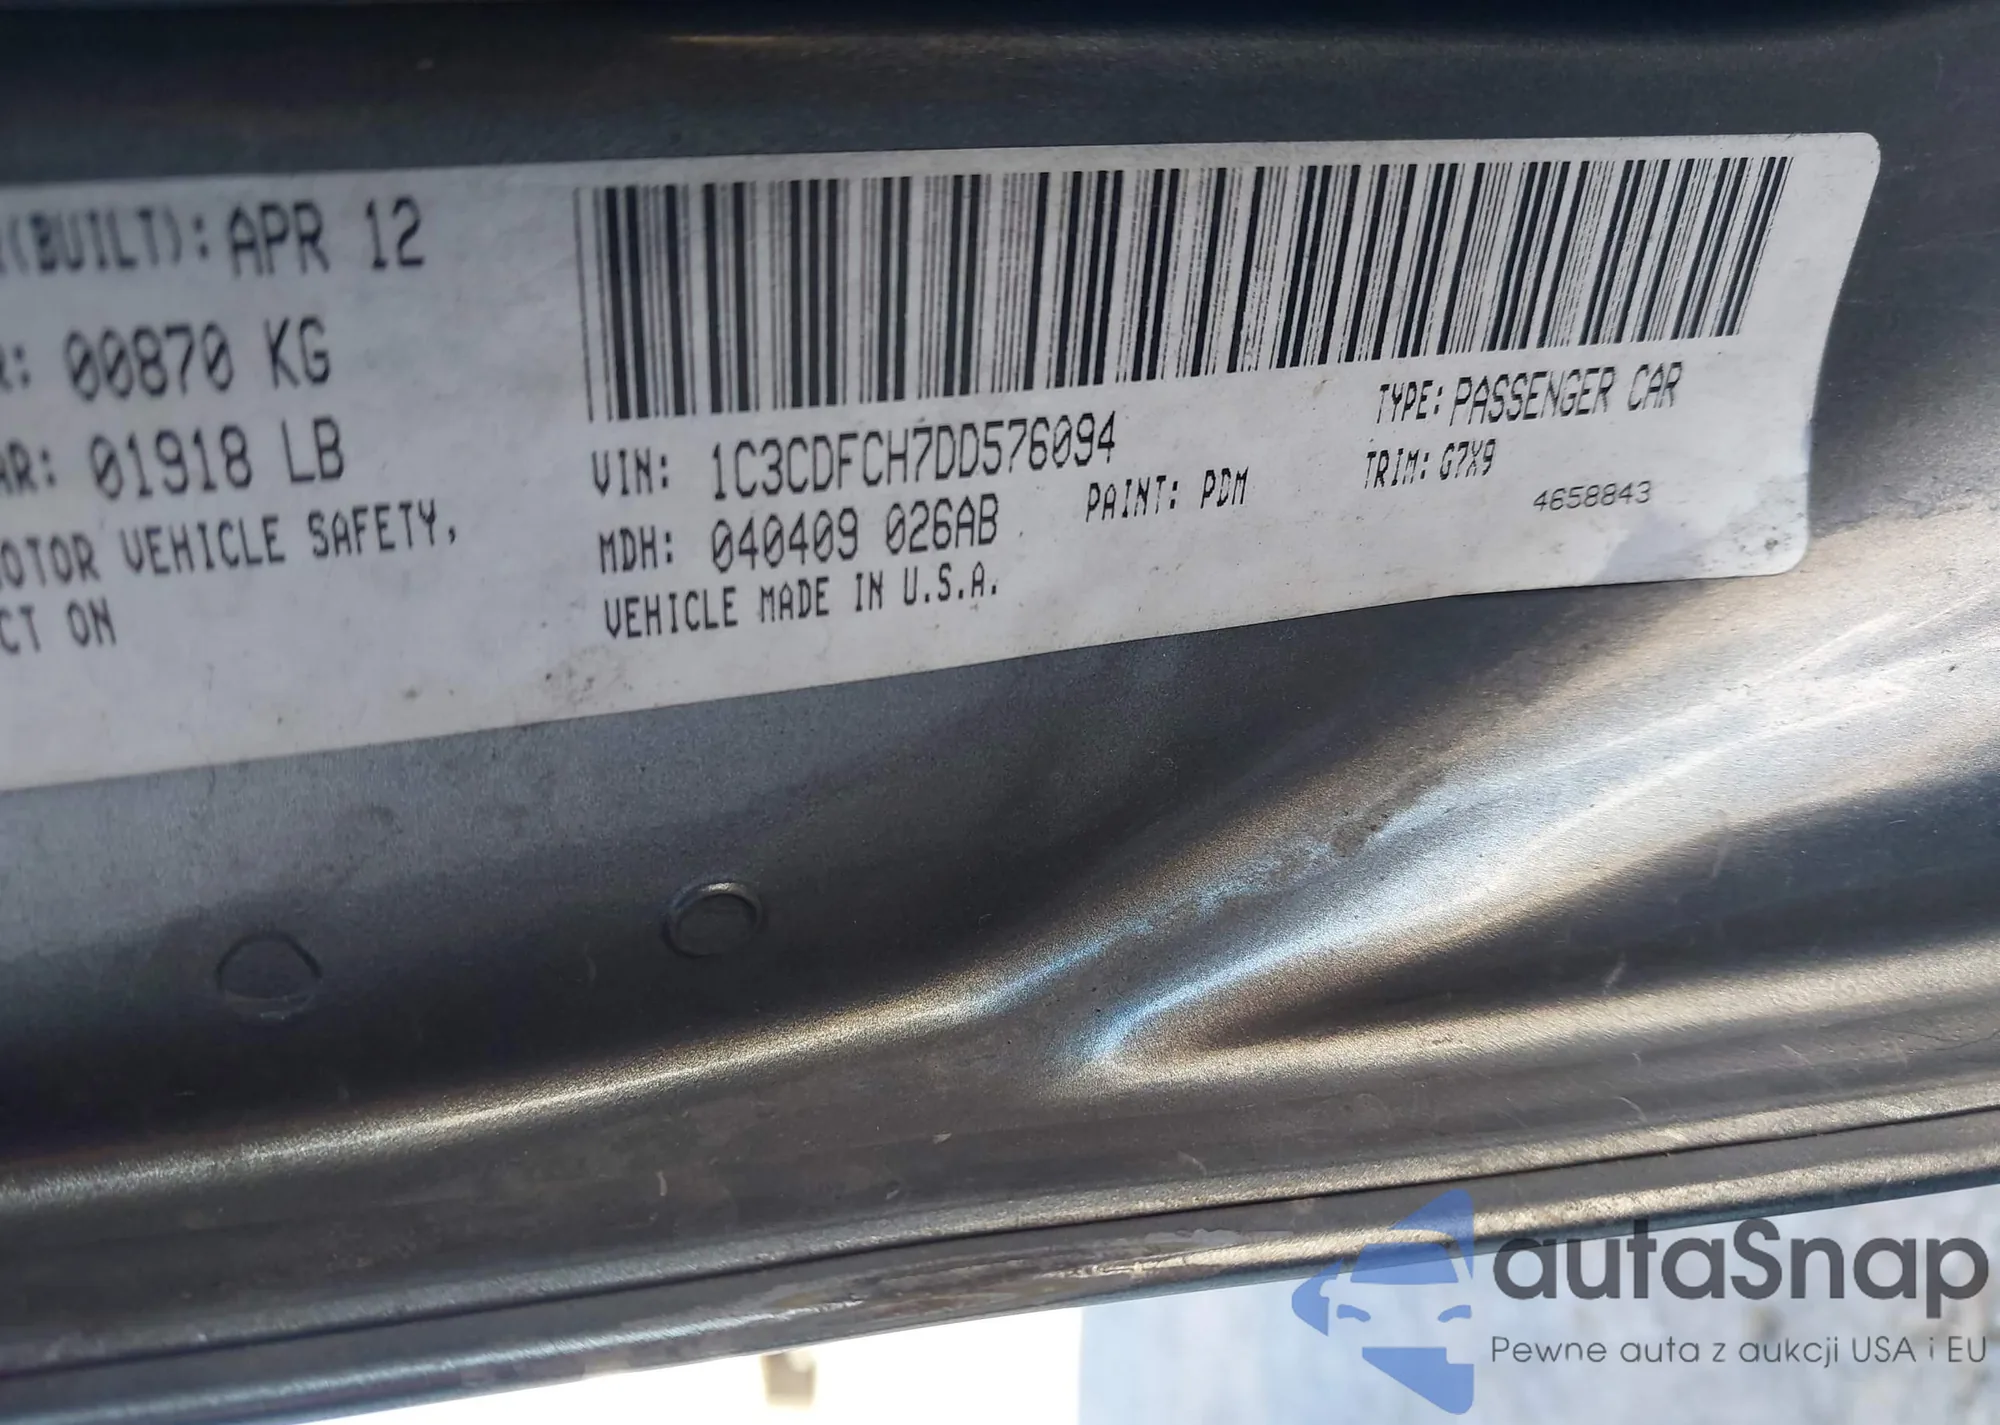 (BUILT): APR 12
R: 00870 KG
AR: 01918 LB
MOTOR VEHICLE SAFETY,
CT ON
VIN: 1C3CDFCH7DD576094
TYPE: PASSENGER CAR
MDH: 040409 026AB
PAINT: PDM
TRIM: G7X9
VEHICLE MADE IN U.S.A.
4658843
autaSnap
Pewne auta z aukcji USA i EU